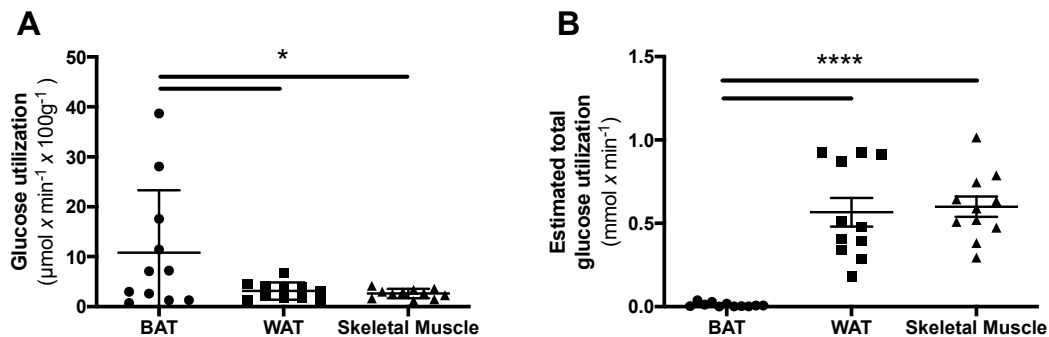 A
Glucose utilization
(µmol x min⁻¹ x 100g⁻¹)
50
40
30
20
10
0
*
BAT WAT Skeletal Muscle
B
Estimated total
glucose utilization
(mmol x min⁻¹)
1.5
1.0
0.5
0.0
****
BAT WAT Skeletal Muscle